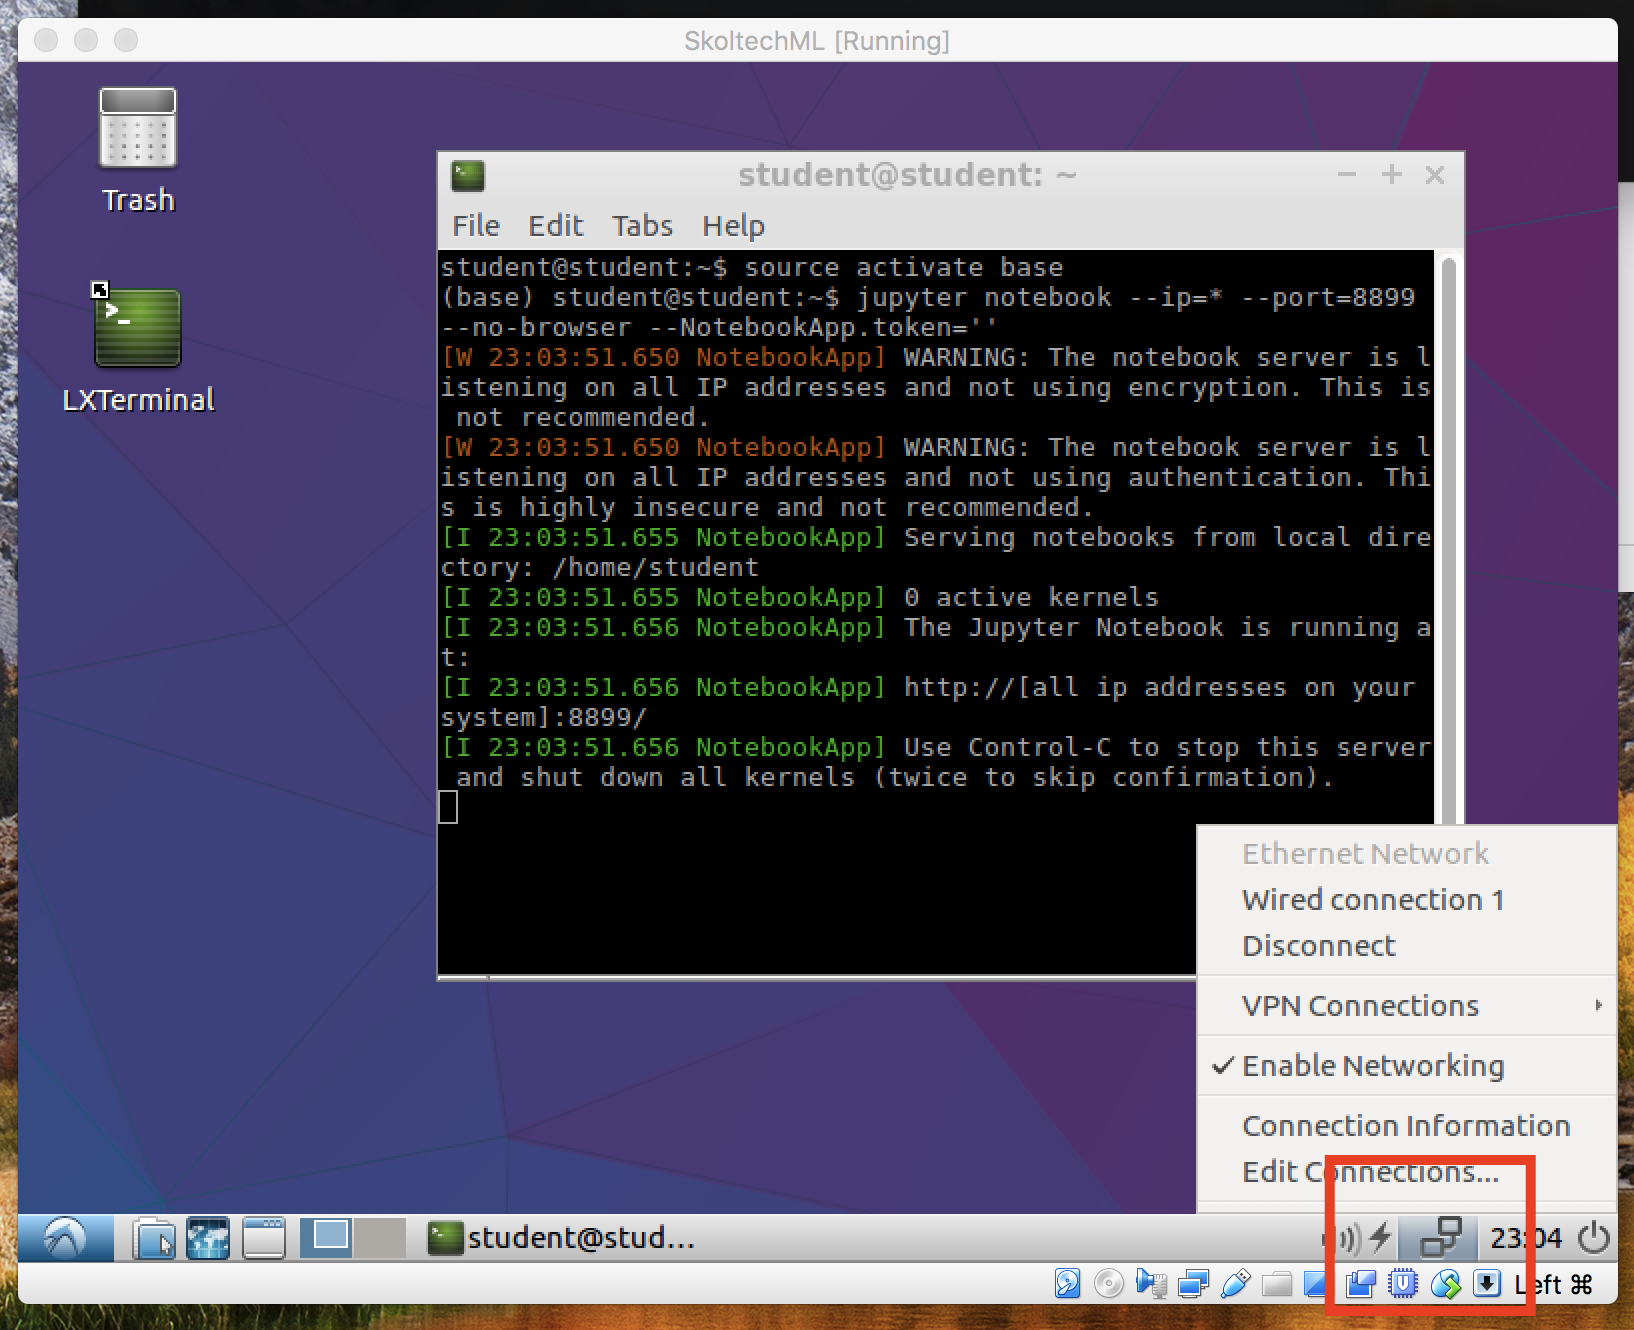 SkoltechML [Running]
Trash
LXTerminal
student@student: ~
File Edit Tabs Help
student@student:~$ source activate base
(base) student@student:~$ jupyter notebook --ip=* --port=8899
--no-browser --NotebookApp.token=''
[W 23:03:51.650 NotebookApp] WARNING: The notebook server is l
istening on all IP addresses and not using encryption. This is
not recommended.
[W 23:03:51.650 NotebookApp] WARNING: The notebook server is l
istening on all IP addresses and not using authentication. Thi
s is highly insecure and not recommended.
[I 23:03:51.655 NotebookApp] Serving notebooks from local dire
ctory: /home/student
[I 23:03:51.655 NotebookApp] 0 active kernels
[I 23:03:51.656 NotebookApp] The Jupyter Notebook is running a
t:
[I 23:03:51.656 NotebookApp] http://[all ip addresses on your
system]:8899/
[I 23:03:51.656 NotebookApp] Use Control-C to stop this server
and shut down all kernels (twice to skip confirmation).
Ethernet Network
Wired connection 1
Disconnect
VPN Connections
Enable Networking
Connection Information
Edit Connections...
student@stud...
23:04
Left ⌘